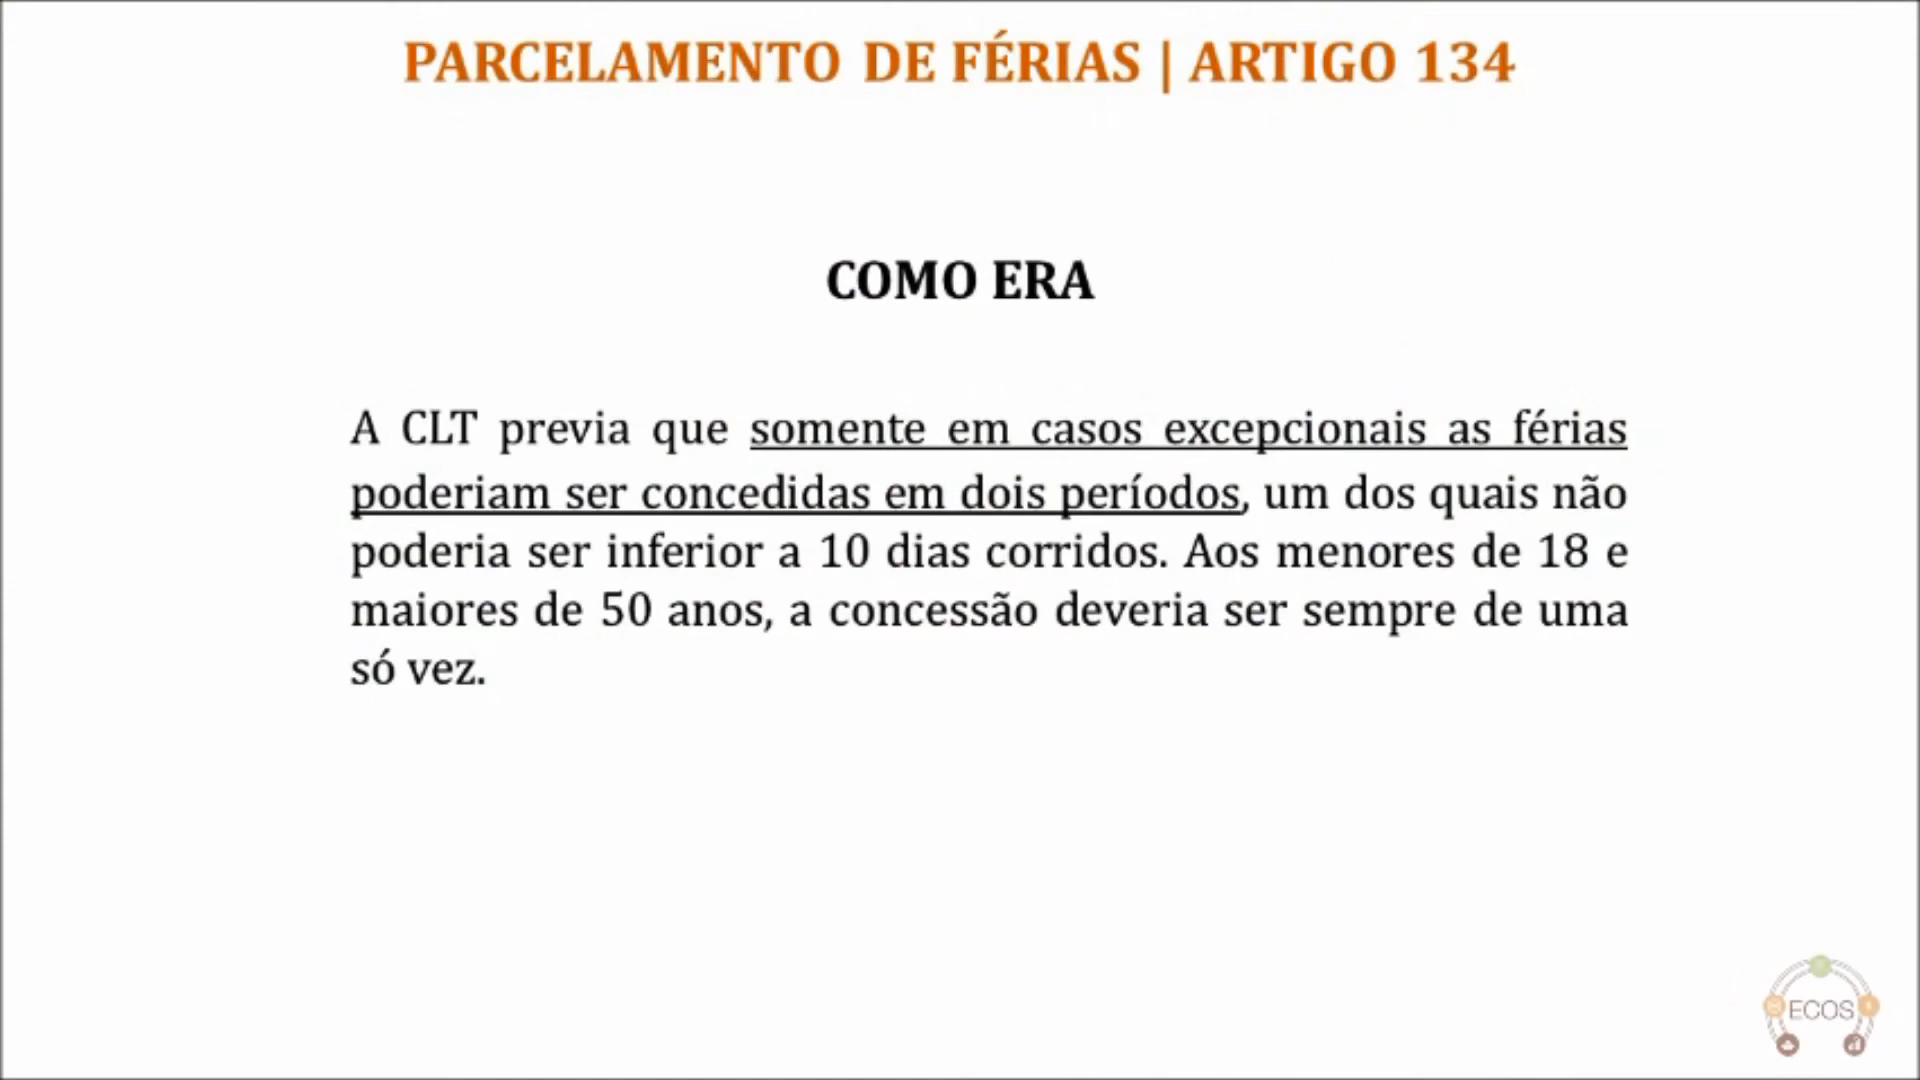 PARCELAMENTO DE FÉRIAS | ARTIGO 134
COMO ERA
A CLT previa que somente em casos excepcionais as férias
poderiam ser concedidas em dois períodos, um dos quais não
poderia ser inferior a 10 dias corridos. Aos menores de 18 e
maiores de 50 anos, a concessão deveria ser sempre de uma
só vez.
ECOS